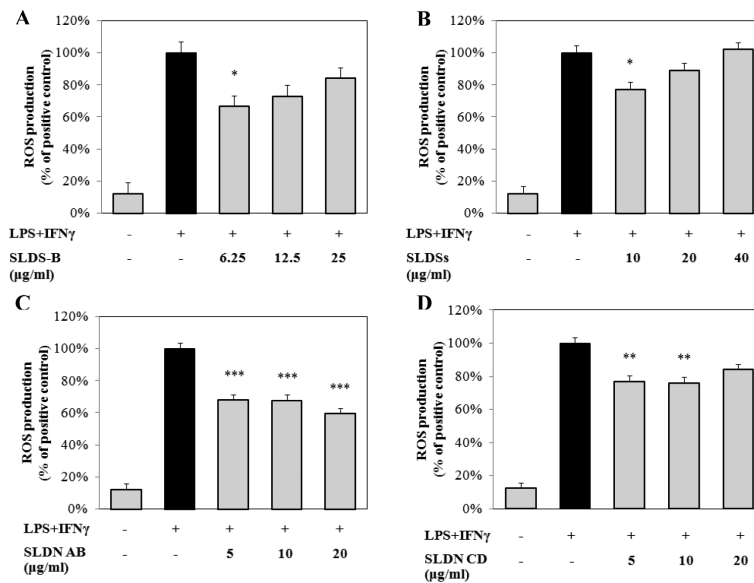 A
ROS production
(% of positive control)
120%
100%
80%
60%
40%
20%
0%
*
LPS+IFNγ - + + + +
SLDS-B - - 6.25 12.5 25
(µg/ml)
B
ROS production
(% of positive control)
120%
100%
80%
60%
40%
20%
0%
*
LPS+IFNγ - + + + +
SLDSs - - 10 20 40
(µg/ml)
C
ROS production
(% of positive control)
120%
100%
80%
60%
40%
20%
0%
*** *** ***
LPS+IFNγ - + + + +
SLDN AB - - 5 10 20
(µg/ml)
D
ROS production
(% of positive control)
120%
100%
80%
60%
40%
20%
0%
** **
LPS+IFNγ - + + + +
SLDN CD - - 5 10 20
(µg/ml)